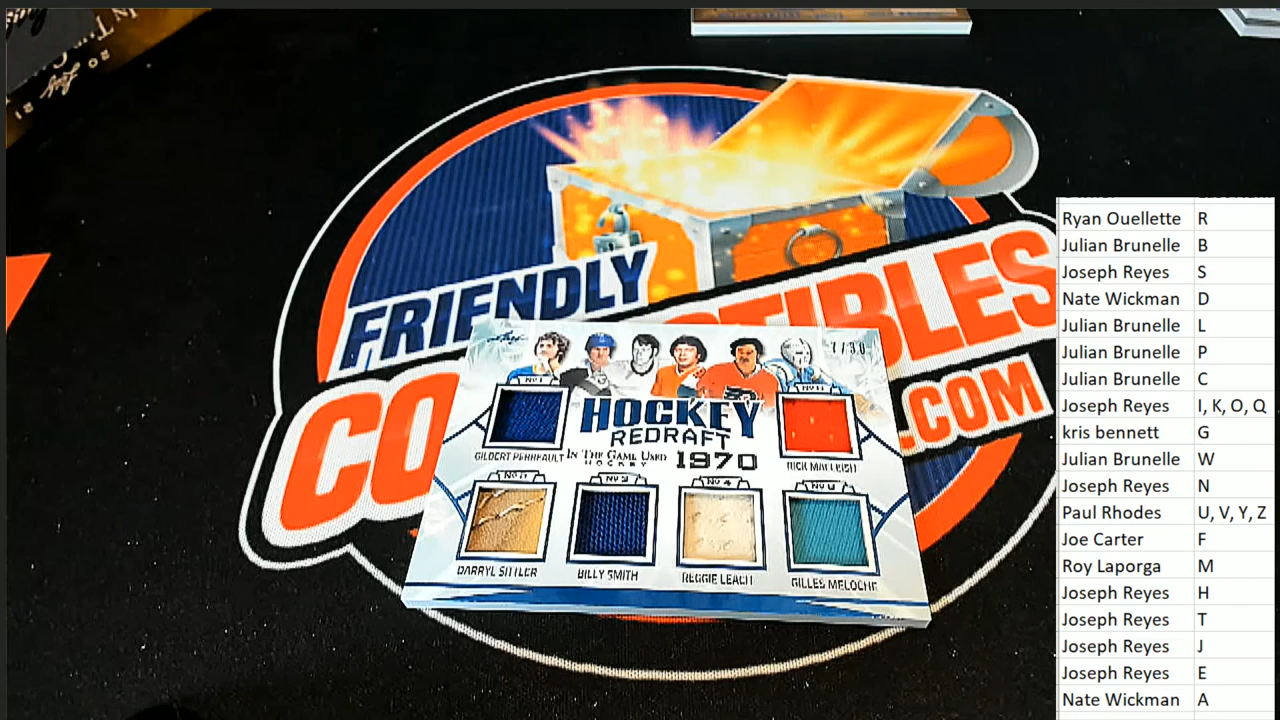 FRIENDLY
.COM
7/30
HOCKEY
REDRAFT
IN THE GAME USED
HOCKEY
1970
GILBERT PERREAULT
RICK MACLEISH
DARRYL SITTLER
BILLY SMITH
REGGIE LEACH
GILLES MELOCHE
Ryan Ouellette R
Julian Brunelle B
Joseph Reyes S
Nate Wickman D
Julian Brunelle L
Julian Brunelle P
Julian Brunelle C
Joseph Reyes I, K, O, Q
kris bennett G
Julian Brunelle W
Joseph Reyes N
Paul Rhodes U, V, Y, Z
Joe Carter F
Roy Laporga M
Joseph Reyes H
Joseph Reyes T
Joseph Reyes J
Joseph Reyes E
Nate Wickman A